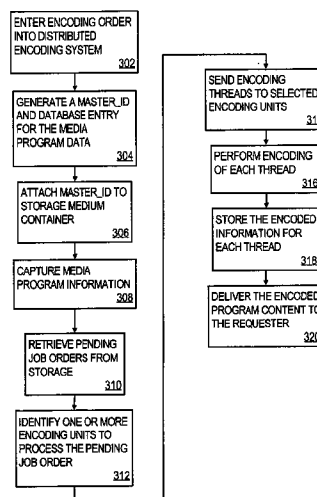 ENTER ENCODING ORDER
INTO DISTRIBUTED
ENCODING SYSTEM
302
GENERATE A MASTER_ID
AND DATABASE ENTRY
FOR THE MEDIA
PROGRAM DATA
304
ATTACH MASTER_ID TO
STORAGE MEDIUM
CONTAINER
306
CAPTURE MEDIA
PROGRAM INFORMATION
308
RETRIEVE PENDING
JOB ORDERS FROM
STORAGE
310
IDENTIFY ONE OR MORE
ENCODING UNITS TO
PROCESS THE PENDING
JOB ORDER
312
SEND ENCODING
THREADS TO SELECTED
ENCODING UNITS
PERFORM ENCODING
OF EACH THREAD
316
STORE THE ENCODED
INFORMATION FOR
EACH THREAD
318
DELIVER THE ENCODED
PROGRAM CONTENT TO
THE REQUESTER
320